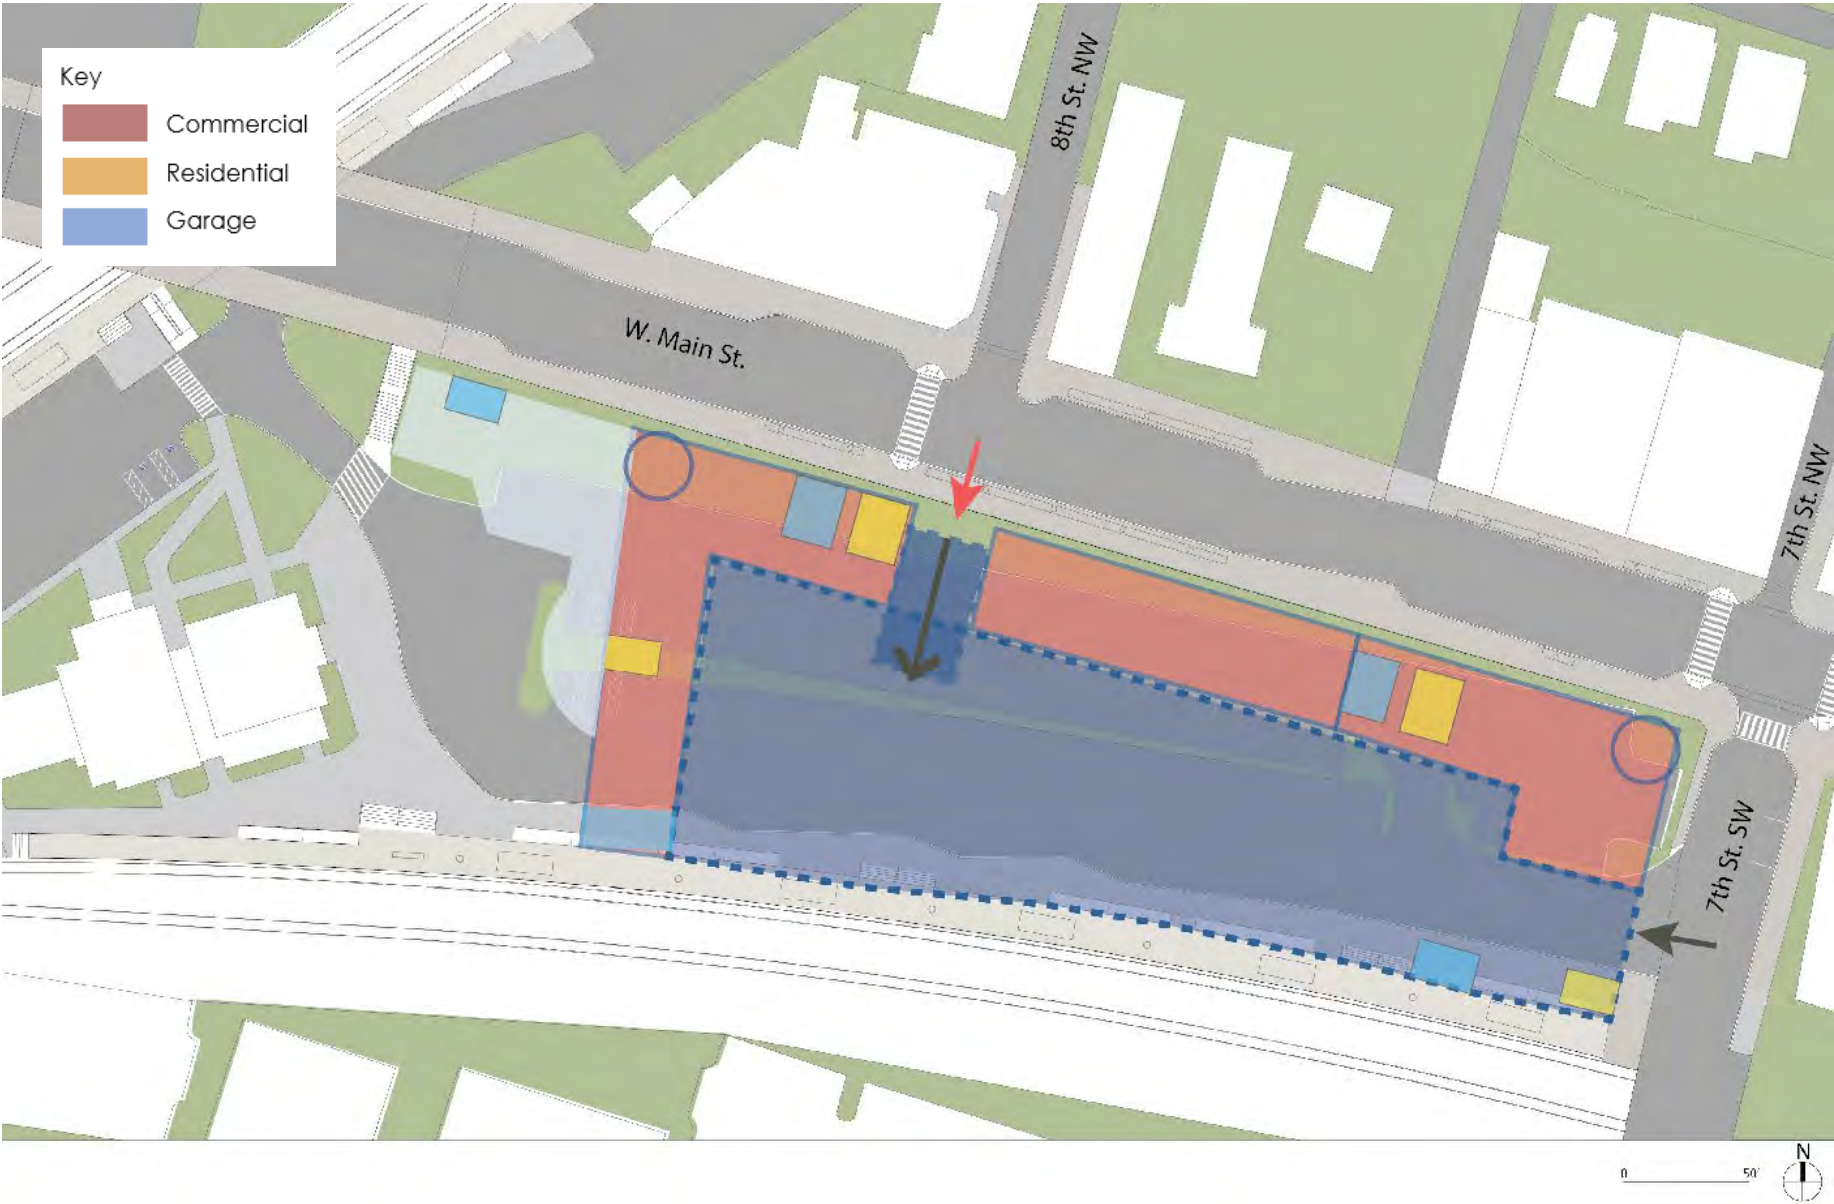 Key
Commercial
Residential
Garage
8th St. NW
W. Main St.
7th St. NW
7th St. SW
N
0 50'